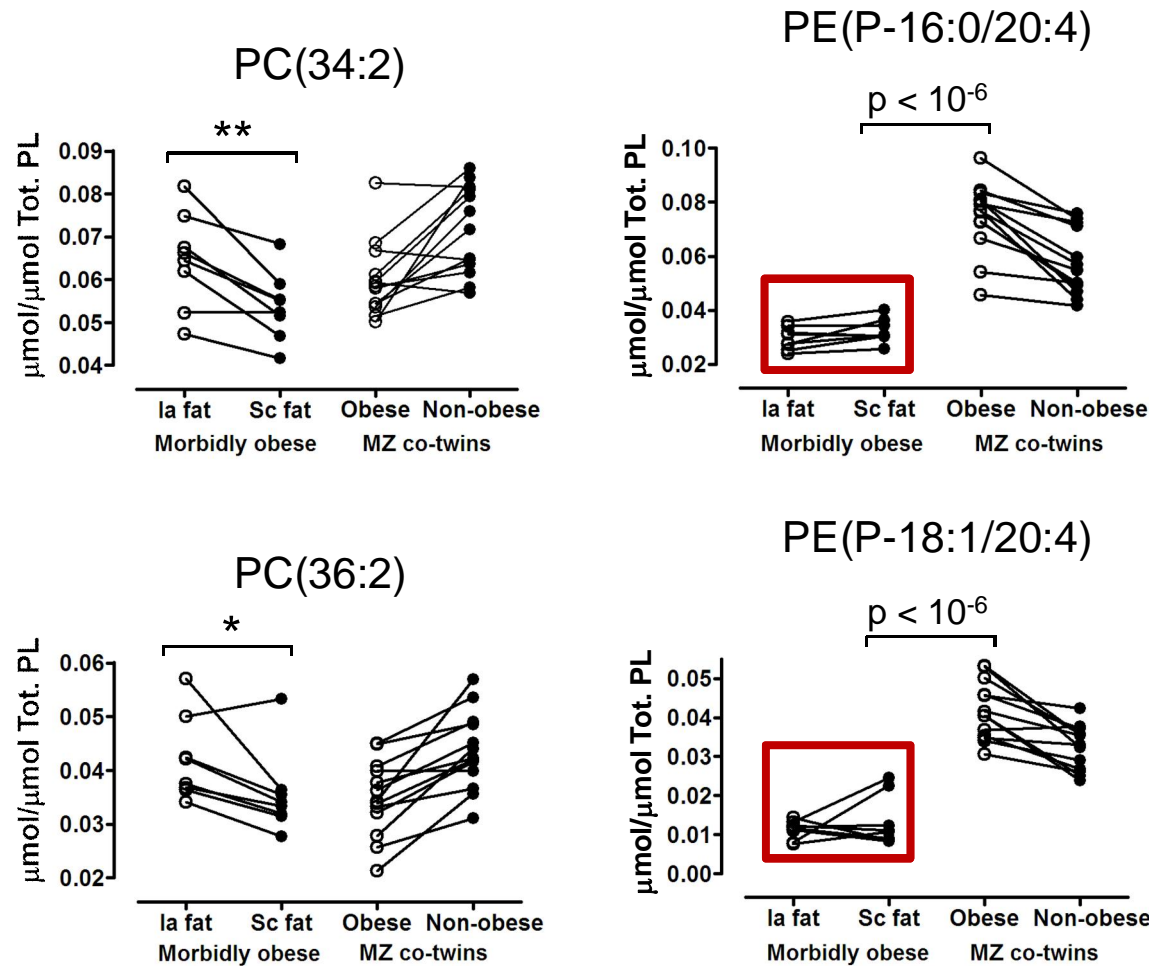 PC(34:2)
**
μmol/μmol Tot. PL
0.09
0.08
0.07
0.06
0.05
0.04
Ia fat Sc fat Obese Non-obese
Morbidly obese MZ co-twins
PE(P-16:0/20:4)
p < 10-6
μmol/μmol Tot. PL
0.10
0.08
0.06
0.04
0.02
Ia fat Sc fat Obese Non-obese
Morbidly obese MZ co-twins
PC(36:2)
*
μmol/μmol Tot. PL
0.06
0.05
0.04
0.03
0.02
Ia fat Sc fat Obese Non-obese
Morbidly obese MZ co-twins
PE(P-18:1/20:4)
p < 10-6
μmol/μmol Tot. PL
0.05
0.04
0.03
0.02
0.01
0.00
Ia fat Sc fat Obese Non-obese
Morbidly obese MZ co-twins